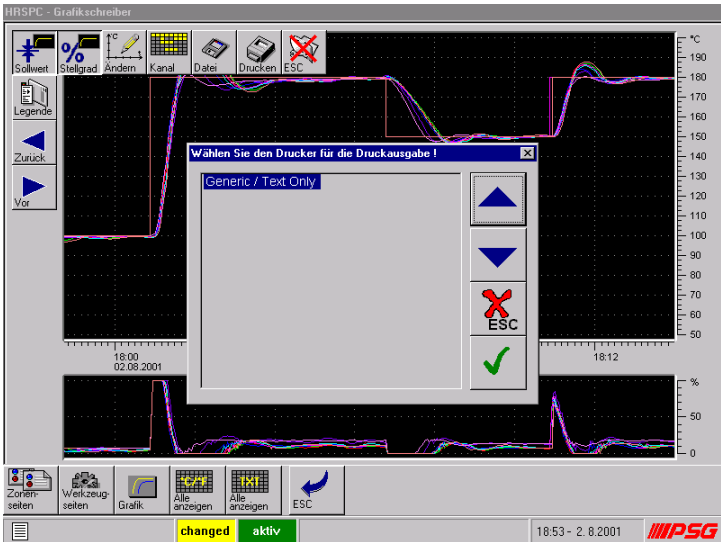 HRSPC - Grafikschreiber
Sollwert
%
Stellgrad
°C
Ändern
Kanal
Datei
Drucken
ESC
Legende
Zurück
Vor
°C
190
180
170
160
150
140
130
120
110
100
90
80
70
60
50
Wählen Sie den Drucker für die Druckausgabe !
Generic / Text Only
ESC
18:00
02.08.2001
18:12
%
50
0
Zonen-
seiten
Werkzeug-
seiten
Grafik
°C/°F
Alle
anzeigen
TXT
Alle
anzeigen
ESC
changed
aktiv
18:53 - 2. 8.2001
PSG